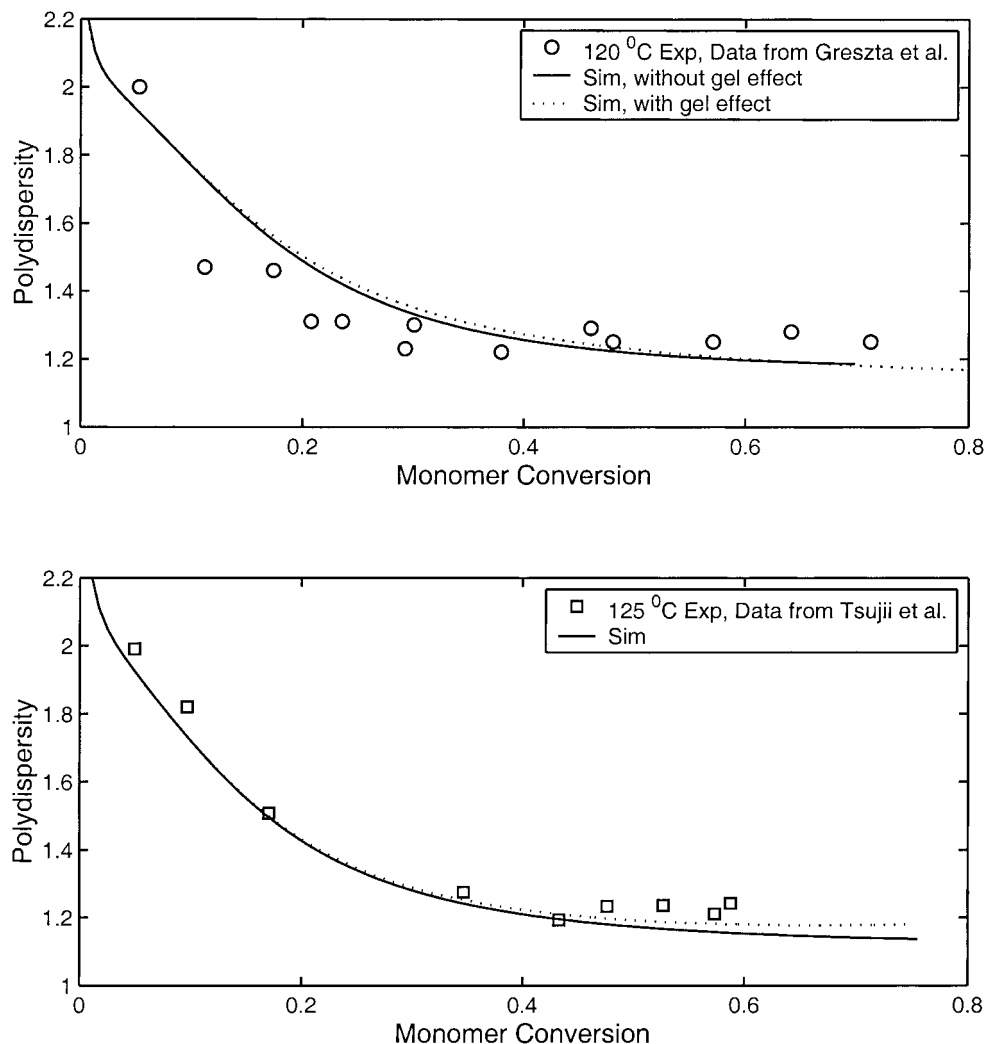 2.2
2
1.8
1.6
1.4
1.2
1
Polydispersity
120 ⁰C Exp, Data from Greszta et al.
Sim, without gel effect
Sim, with gel effect
0
0.2
0.4
0.6
0.8
Monomer Conversion
2.2
2
1.8
1.6
1.4
1.2
1
Polydispersity
125 ⁰C Exp, Data from Tsujii et al.
Sim
0
0.2
0.4
0.6
0.8
Monomer Conversion